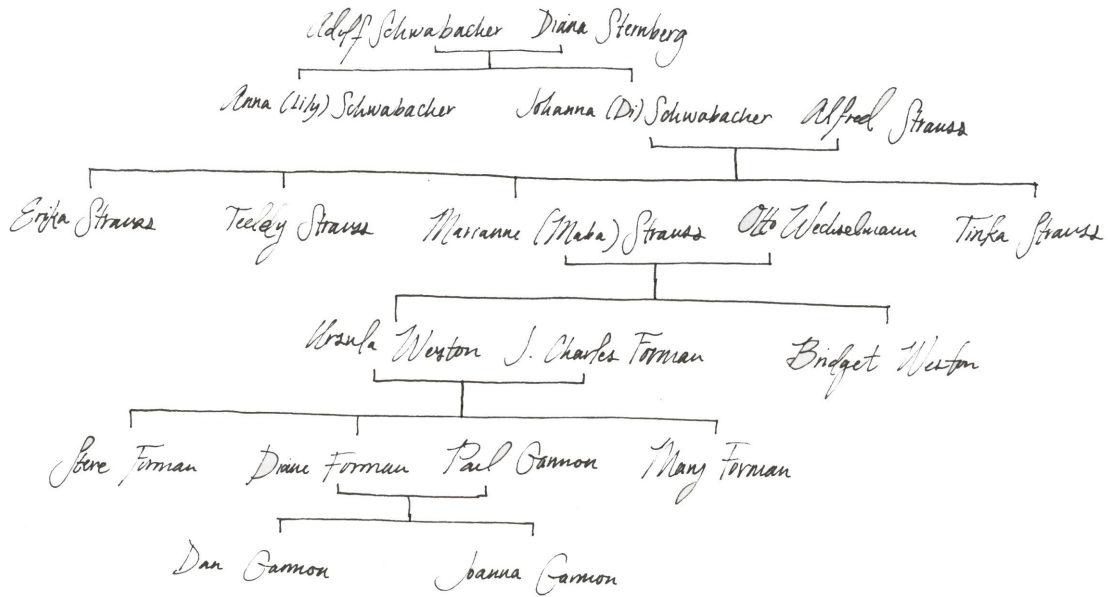 Adolf Schwabacher Diana Sternberg
Anna (Lily) Schwabacher Johanna (Di) Schwabacher Alfred Strauss
Erika Strauss Teddy Strauss Marianne (Maba) Strauss Otto Wechselmann Tinka Strauss
Ursula Weston J. Charles Forman Bridget Weston
Steve Forman Diane Forman Paul Gannon Mary Forman
Dan Gannon Joanna Gannon